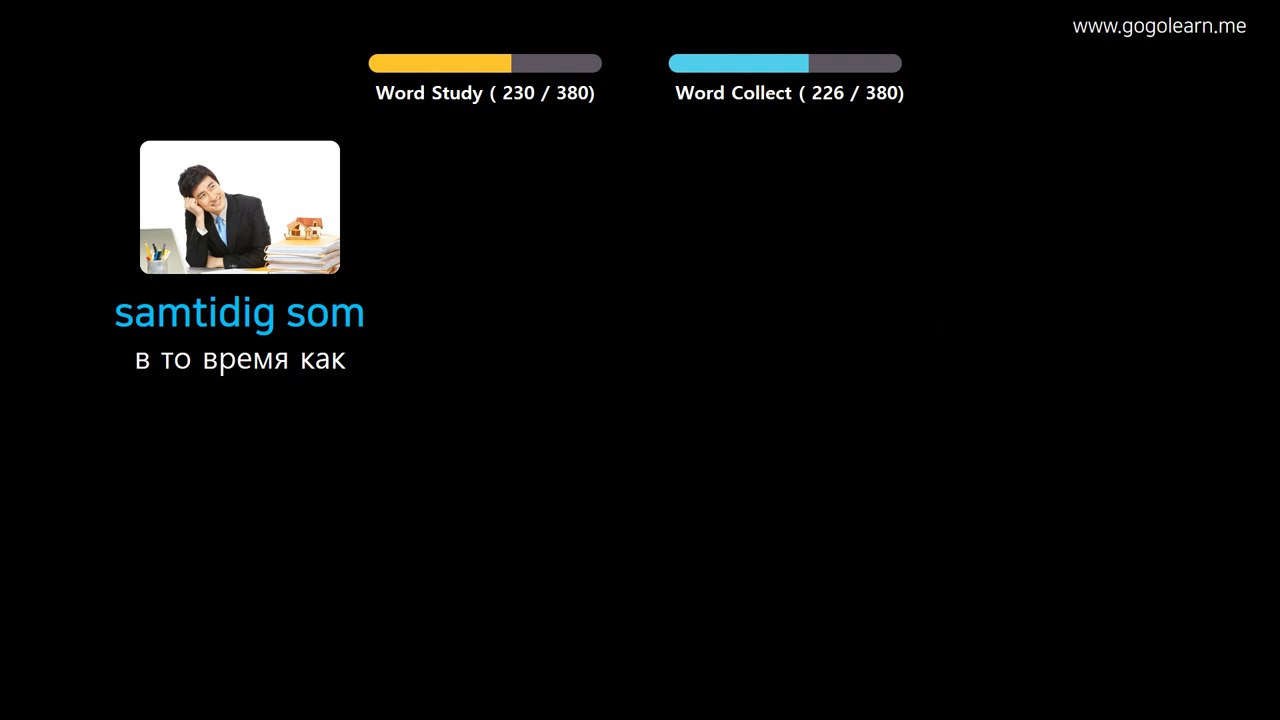 www.gogolearn.me
Word Study ( 230 / 380)
Word Collect ( 226 / 380)
samtidig som
в то время как